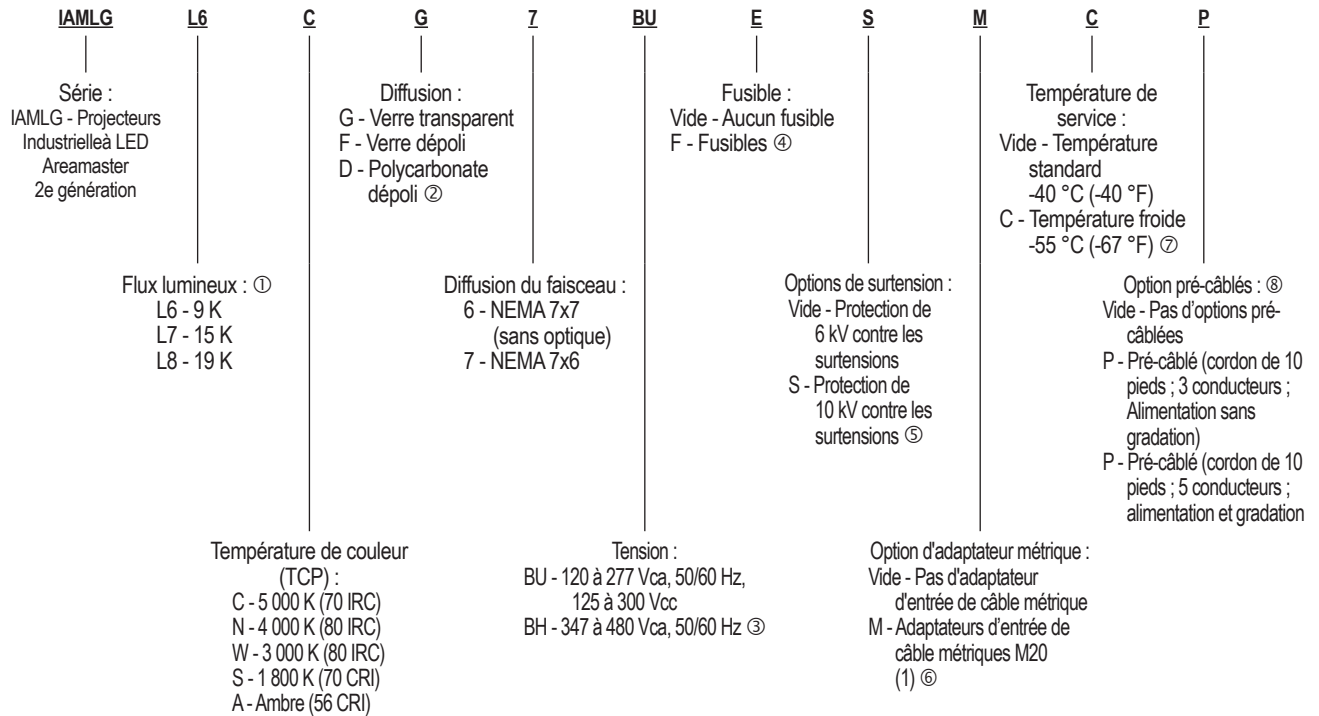 IAMLG L6 C G 7 BU E S M C P
Série :
IAMLG - Projecteurs
Industrielleà LED
Areamaster
2e génération
Diffusion :
G - Verre transparent
F - Verre dépoli
D - Polycarbonate
dépoli ②
Fusible :
Vide - Aucun fusible
F - Fusibles ④
Température de
service :
Vide - Température
standard
-40 °C (-40 °F)
C - Température froide
-55 °C (-67 °F) ⑦
Flux lumineux : ①
L6 - 9 K
L7 - 15 K
L8 - 19 K
Diffusion du faisceau :
6 - NEMA 7x7
(sans optique)
7 - NEMA 7x6
Options de surtension :
Vide - Protection de
6 kV contre les
surtensions
S - Protection de
10 kV contre les
surtensions ⑤
Option pré-câblés : ⑧
Vide - Pas d’options pré-
câblées
P - Pré-câblé (cordon de 10
pieds ; 3 conducteurs ;
Alimentation sans
gradation)
P - Pré-câblé (cordon de 10
pieds ; 5 conducteurs ;
alimentation et gradation
Température de couleur
(TCP) :
C - 5 000 K (70 IRC)
N - 4 000 K (80 IRC)
W - 3 000 K (80 IRC)
S - 1 800 K (70 CRI)
A - Ambre (56 CRI)
Tension :
BU - 120 à 277 Vca, 50/60 Hz,
125 à 300 Vcc
BH - 347 à 480 Vca, 50/60 Hz ③
Option d'adaptateur métrique :
Vide - Pas d'adaptateur
d'entrée de câble métrique
M - Adaptateurs d’entrée de
câble métriques M20
(1) ⑥